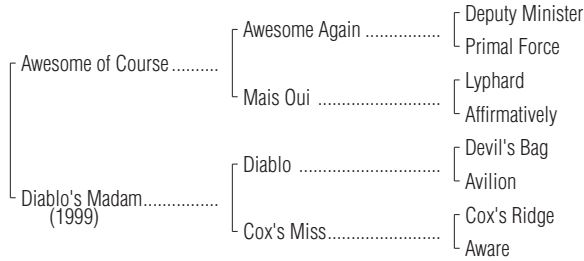 Deputy Minister
Awesome Again ................
Primal Force
Awesome of Course ..........
Lyphard
Mais Oui ............................
Affirmatively
Devil's Bag
Diablo ................................
Avilion
Diablo's Madam................
(1999)
Cox's Ridge
Cox's Miss.........................
Aware